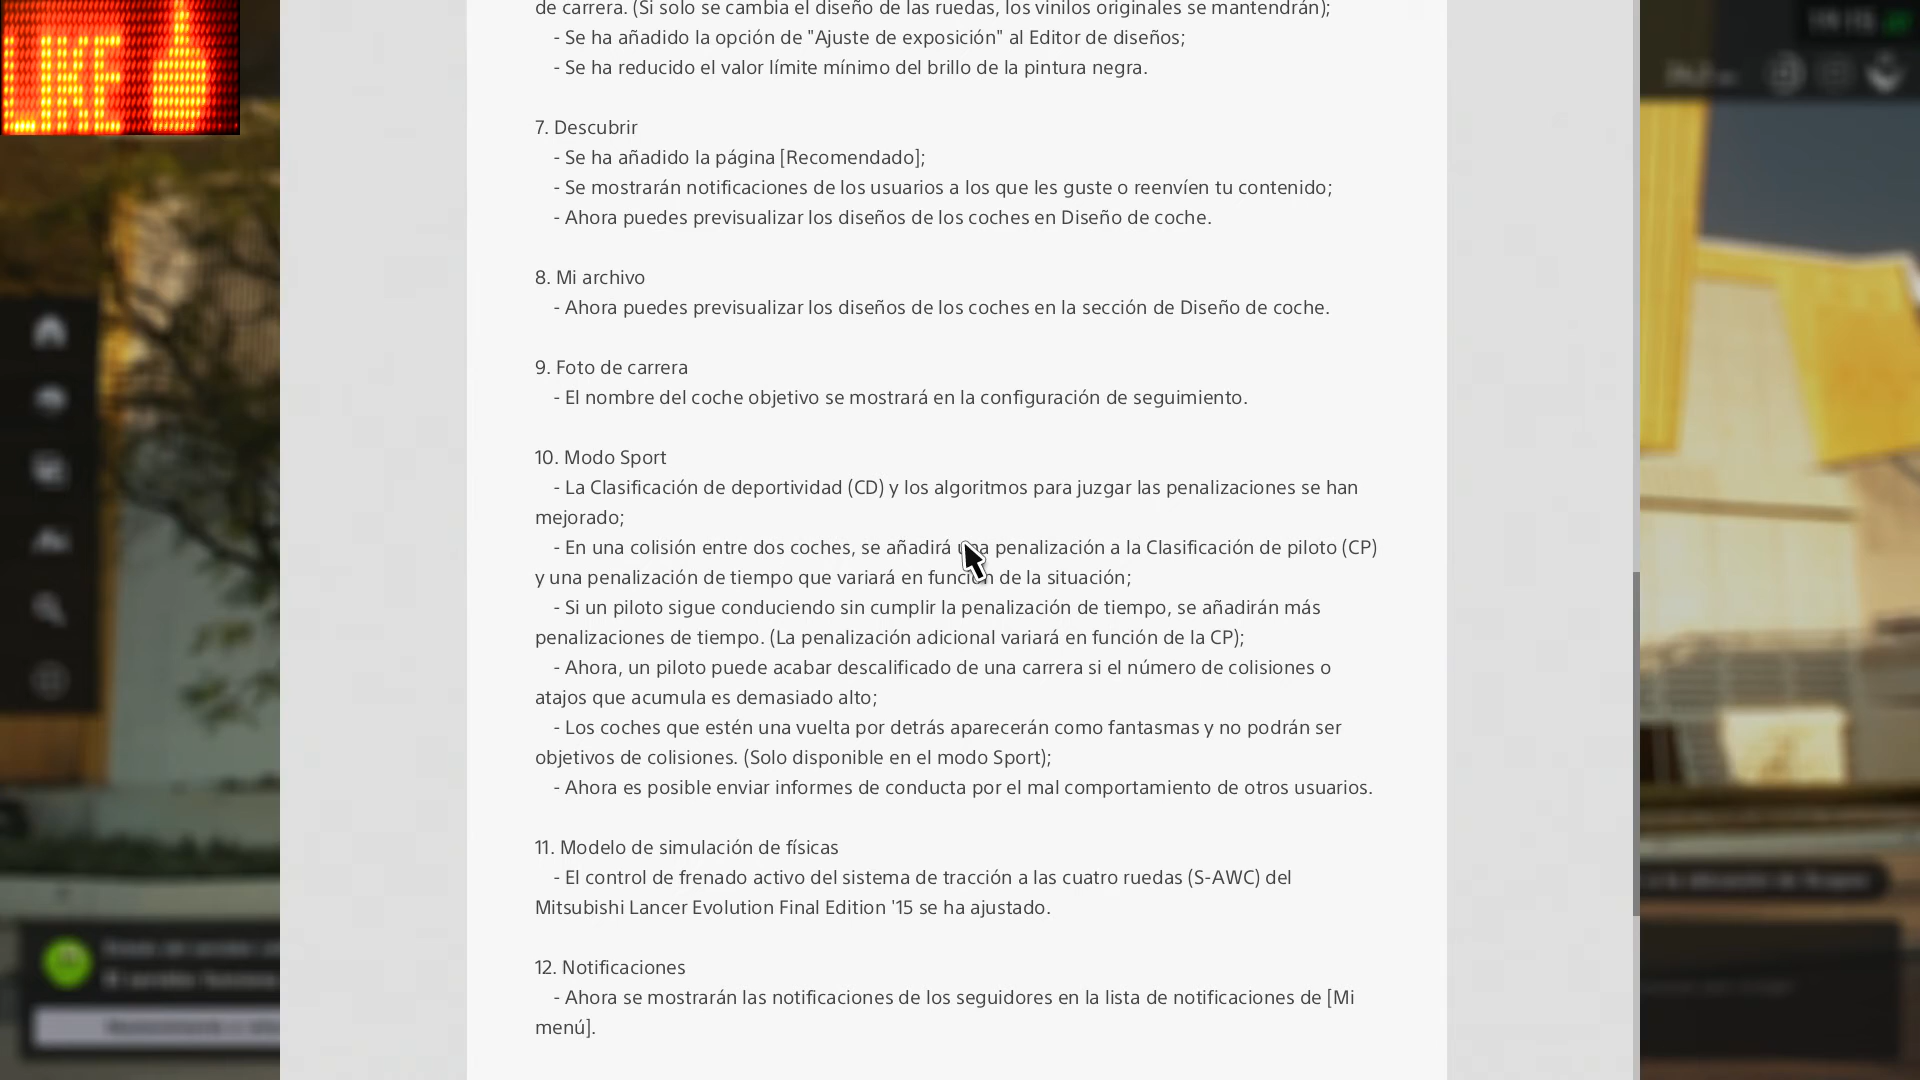 LIKE
de carrera. (Si solo se cambia el diseño de las ruedas, los vinilos originales se mantendrán);
- Se ha añadido la opción de "Ajuste de exposición" al Editor de diseños;
- Se ha reducido el valor límite mínimo del brillo de la pintura negra.
7. Descubrir
- Se ha añadido la página [Recomendado];
- Se mostrarán notificaciones de los usuarios a los que les guste o reenvíen tu contenido;
- Ahora puedes previsualizar los diseños de los coches en Diseño de coche.
8. Mi archivo
- Ahora puedes previsualizar los diseños de los coches en la sección de Diseño de coche.
9. Foto de carrera
- El nombre del coche objetivo se mostrará en la configuración de seguimiento.
10. Modo Sport
- La Clasificación de deportividad (CD) y los algoritmos para juzgar las penalizaciones se han
mejorado;
- En una colisión entre dos coches, se añadirá una penalización a la Clasificación de piloto (CP)
y una penalización de tiempo que variará en función de la situación;
- Si un piloto sigue conduciendo sin cumplir la penalización de tiempo, se añadirán más
penalizaciones de tiempo. (La penalización adicional variará en función de la CP);
- Ahora, un piloto puede acabar descalificado de una carrera si el número de colisiones o
atajos que acumula es demasiado alto;
- Los coches que estén una vuelta por detrás aparecerán como fantasmas y no podrán ser
objetivos de colisiones. (Solo disponible en el modo Sport);
- Ahora es posible enviar informes de conducta por el mal comportamiento de otros usuarios.
11. Modelo de simulación de físicas
- El control de frenado activo del sistema de tracción a las cuatro ruedas (S-AWC) del
Mitsubishi Lancer Evolution Final Edition '15 se ha ajustado.
12. Notificaciones
- Ahora se mostrarán las notificaciones de los seguidores en la lista de notificaciones de [Mi
menú].